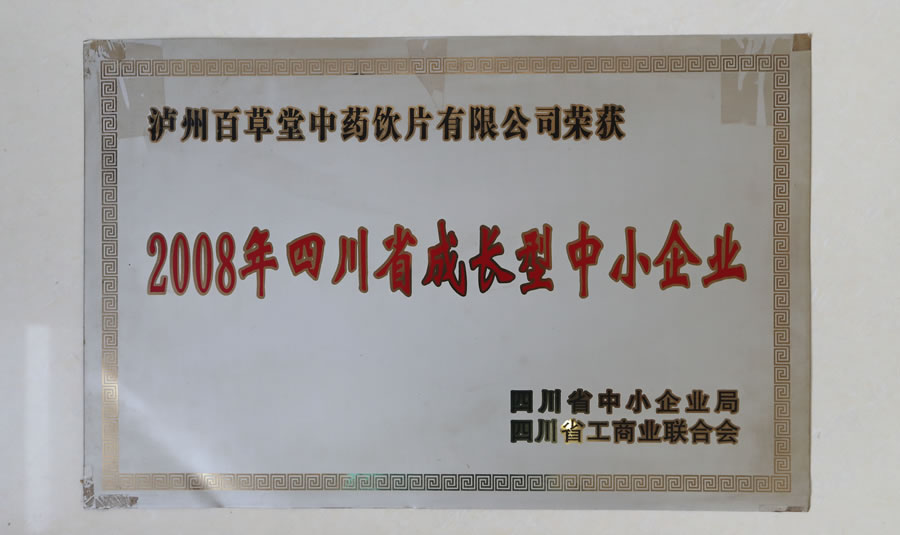 泸州百草堂中药饮片有限公司荣获
2008年四川省成长型中小企业
四川省中小企业局
四川省工商业联合会